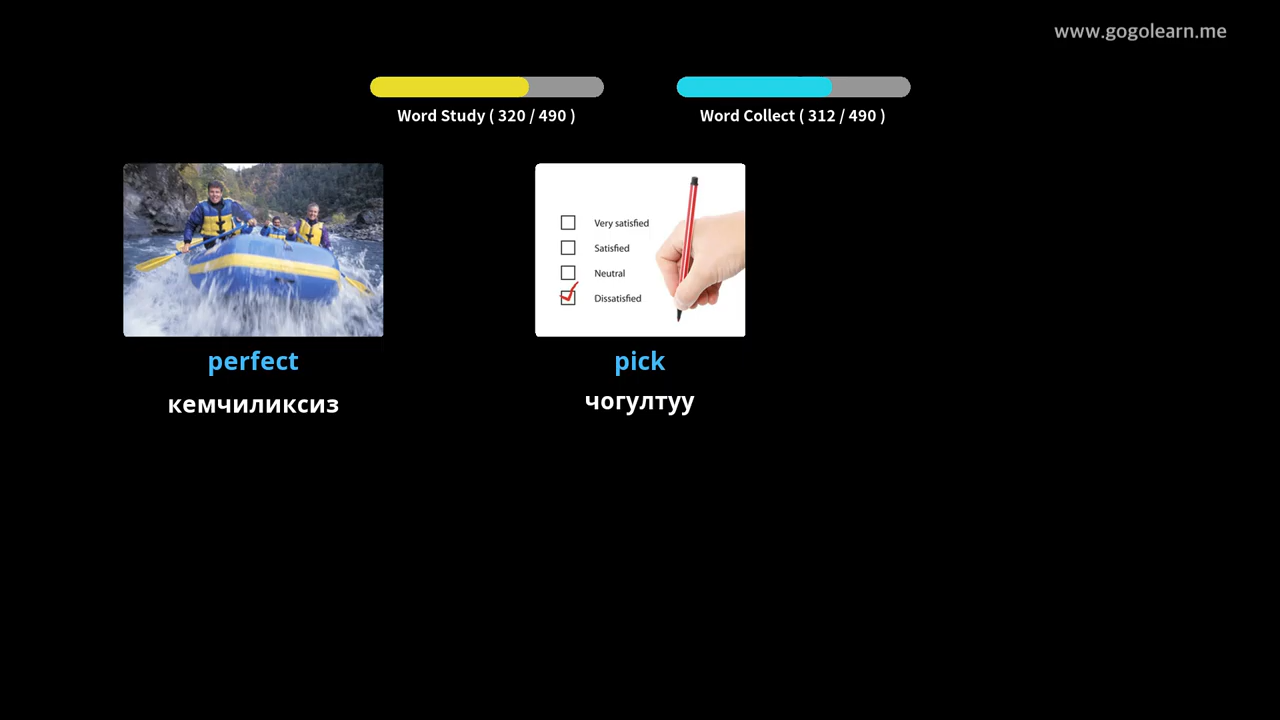 www.gogolearn.me
Word Study ( 320 / 490 )
Word Collect ( 312 / 490 )
Very satisfied
Satisfied
Neutral
Dissatisfied
perfect
pick
кемчиликсиз
чогултуу